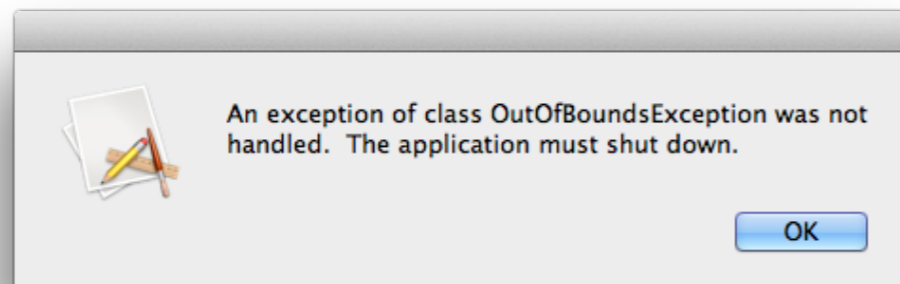 An exception of class OutOfBoundsException was not
handled.  The application must shut down.
OK